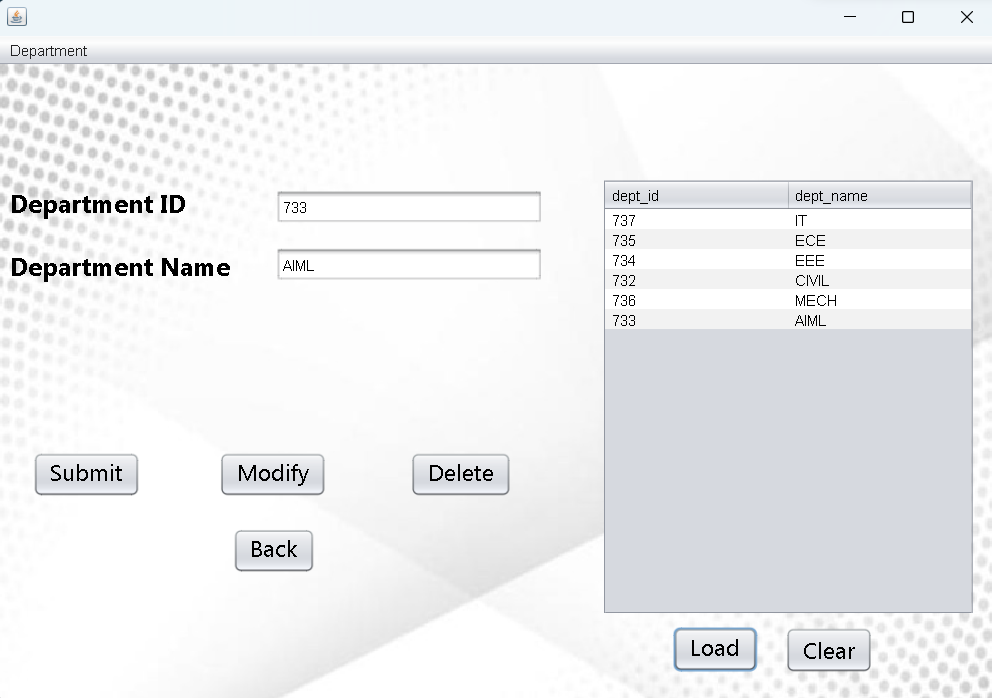 Department
Department ID 733
Department Name AIML
dept_id dept_name
737 IT
735 ECE
734 EEE
732 CIVIL
736 MECH
733 AIML
Submit Modify Delete
Back
Load Clear